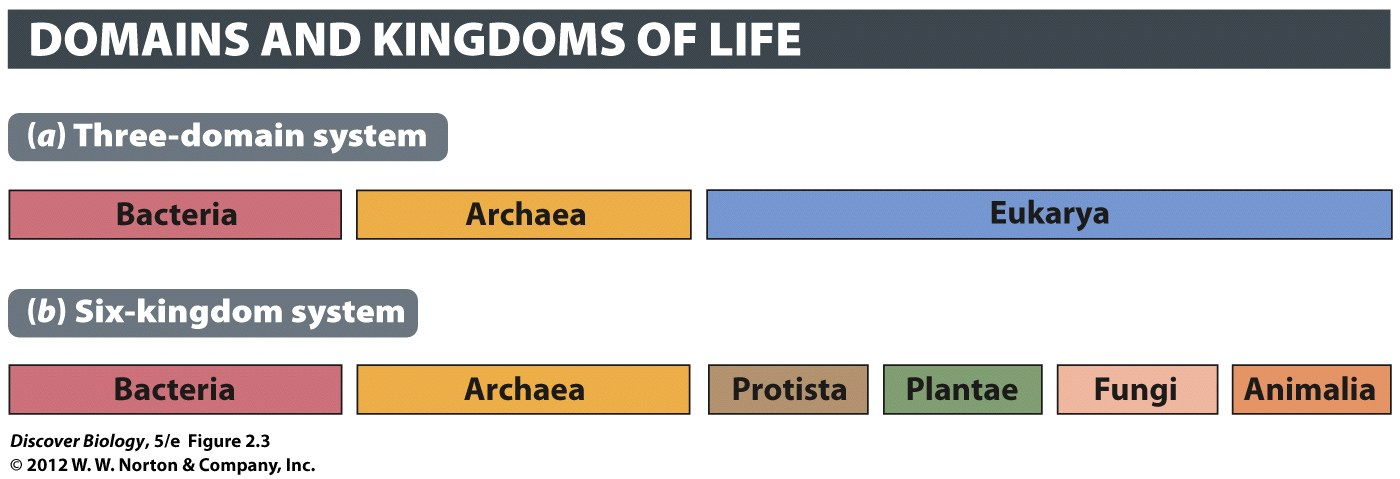 DOMAINS AND KINGDOMS OF LIFE
(a) Three-domain system
Bacteria Archaea Eukarya
(b) Six-kingdom system
Bacteria Archaea Protista Plantae Fungi Animalia
Discover Biology, 5/e Figure 2.3
© 2012 W. W. Norton & Company, Inc.